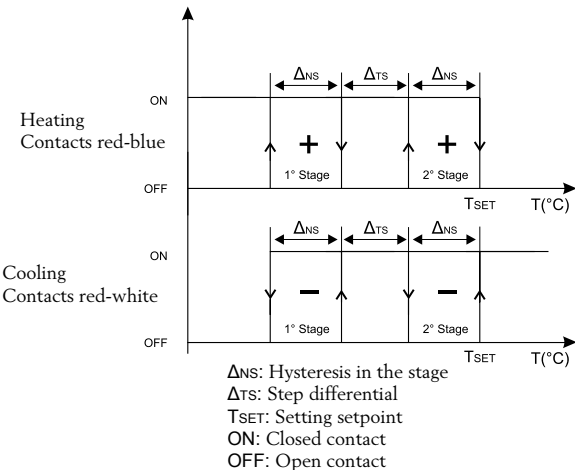 ΔNS ΔTS ΔNS
ON
Heating
Contacts red-blue
+ +
1° Stage 2° Stage
OFF
TSET T(°C)
ΔNS ΔTS ΔNS
ON
Cooling
Contacts red-white
− −
1° Stage 2° Stage
OFF
TSET T(°C)
ΔNS: Hysteresis in the stage
ΔTS: Step differential
TSET: Setting setpoint
ON: Closed contact
OFF: Open contact